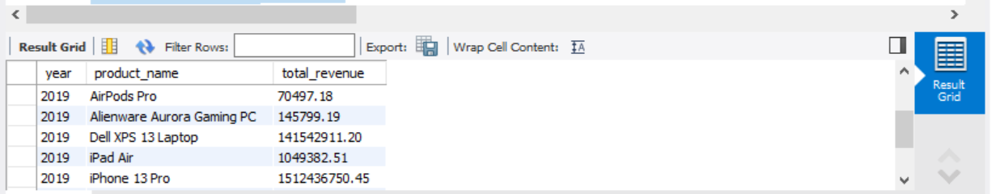 Result Grid Filter Rows: Export: Wrap Cell Content: IA
year product_name total_revenue
2019 AirPods Pro 70497.18
2019 Alienware Aurora Gaming PC 145799.19
2019 Dell XPS 13 Laptop 141542911.20
2019 iPad Air 1049382.51
2019 iPhone 13 Pro 1512436750.45
Result
Grid